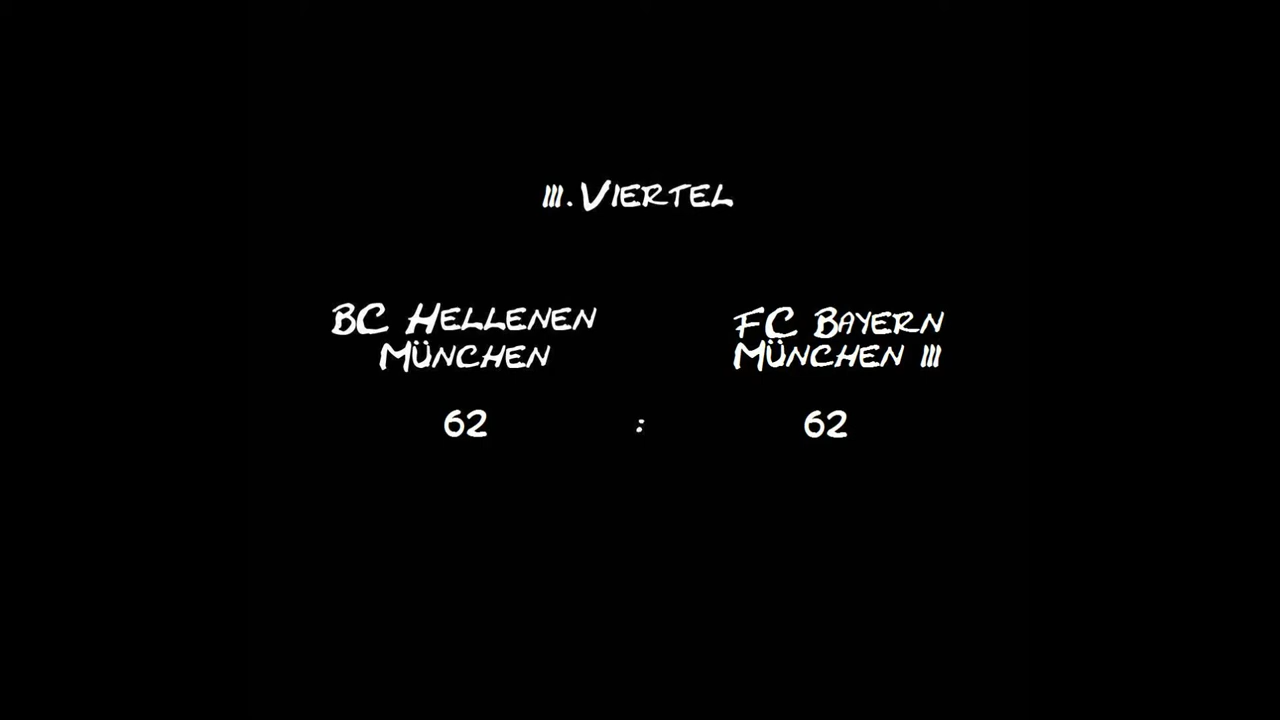 III. Viertel
BC Hellenen
München
FC Bayern
München III
62 : 62